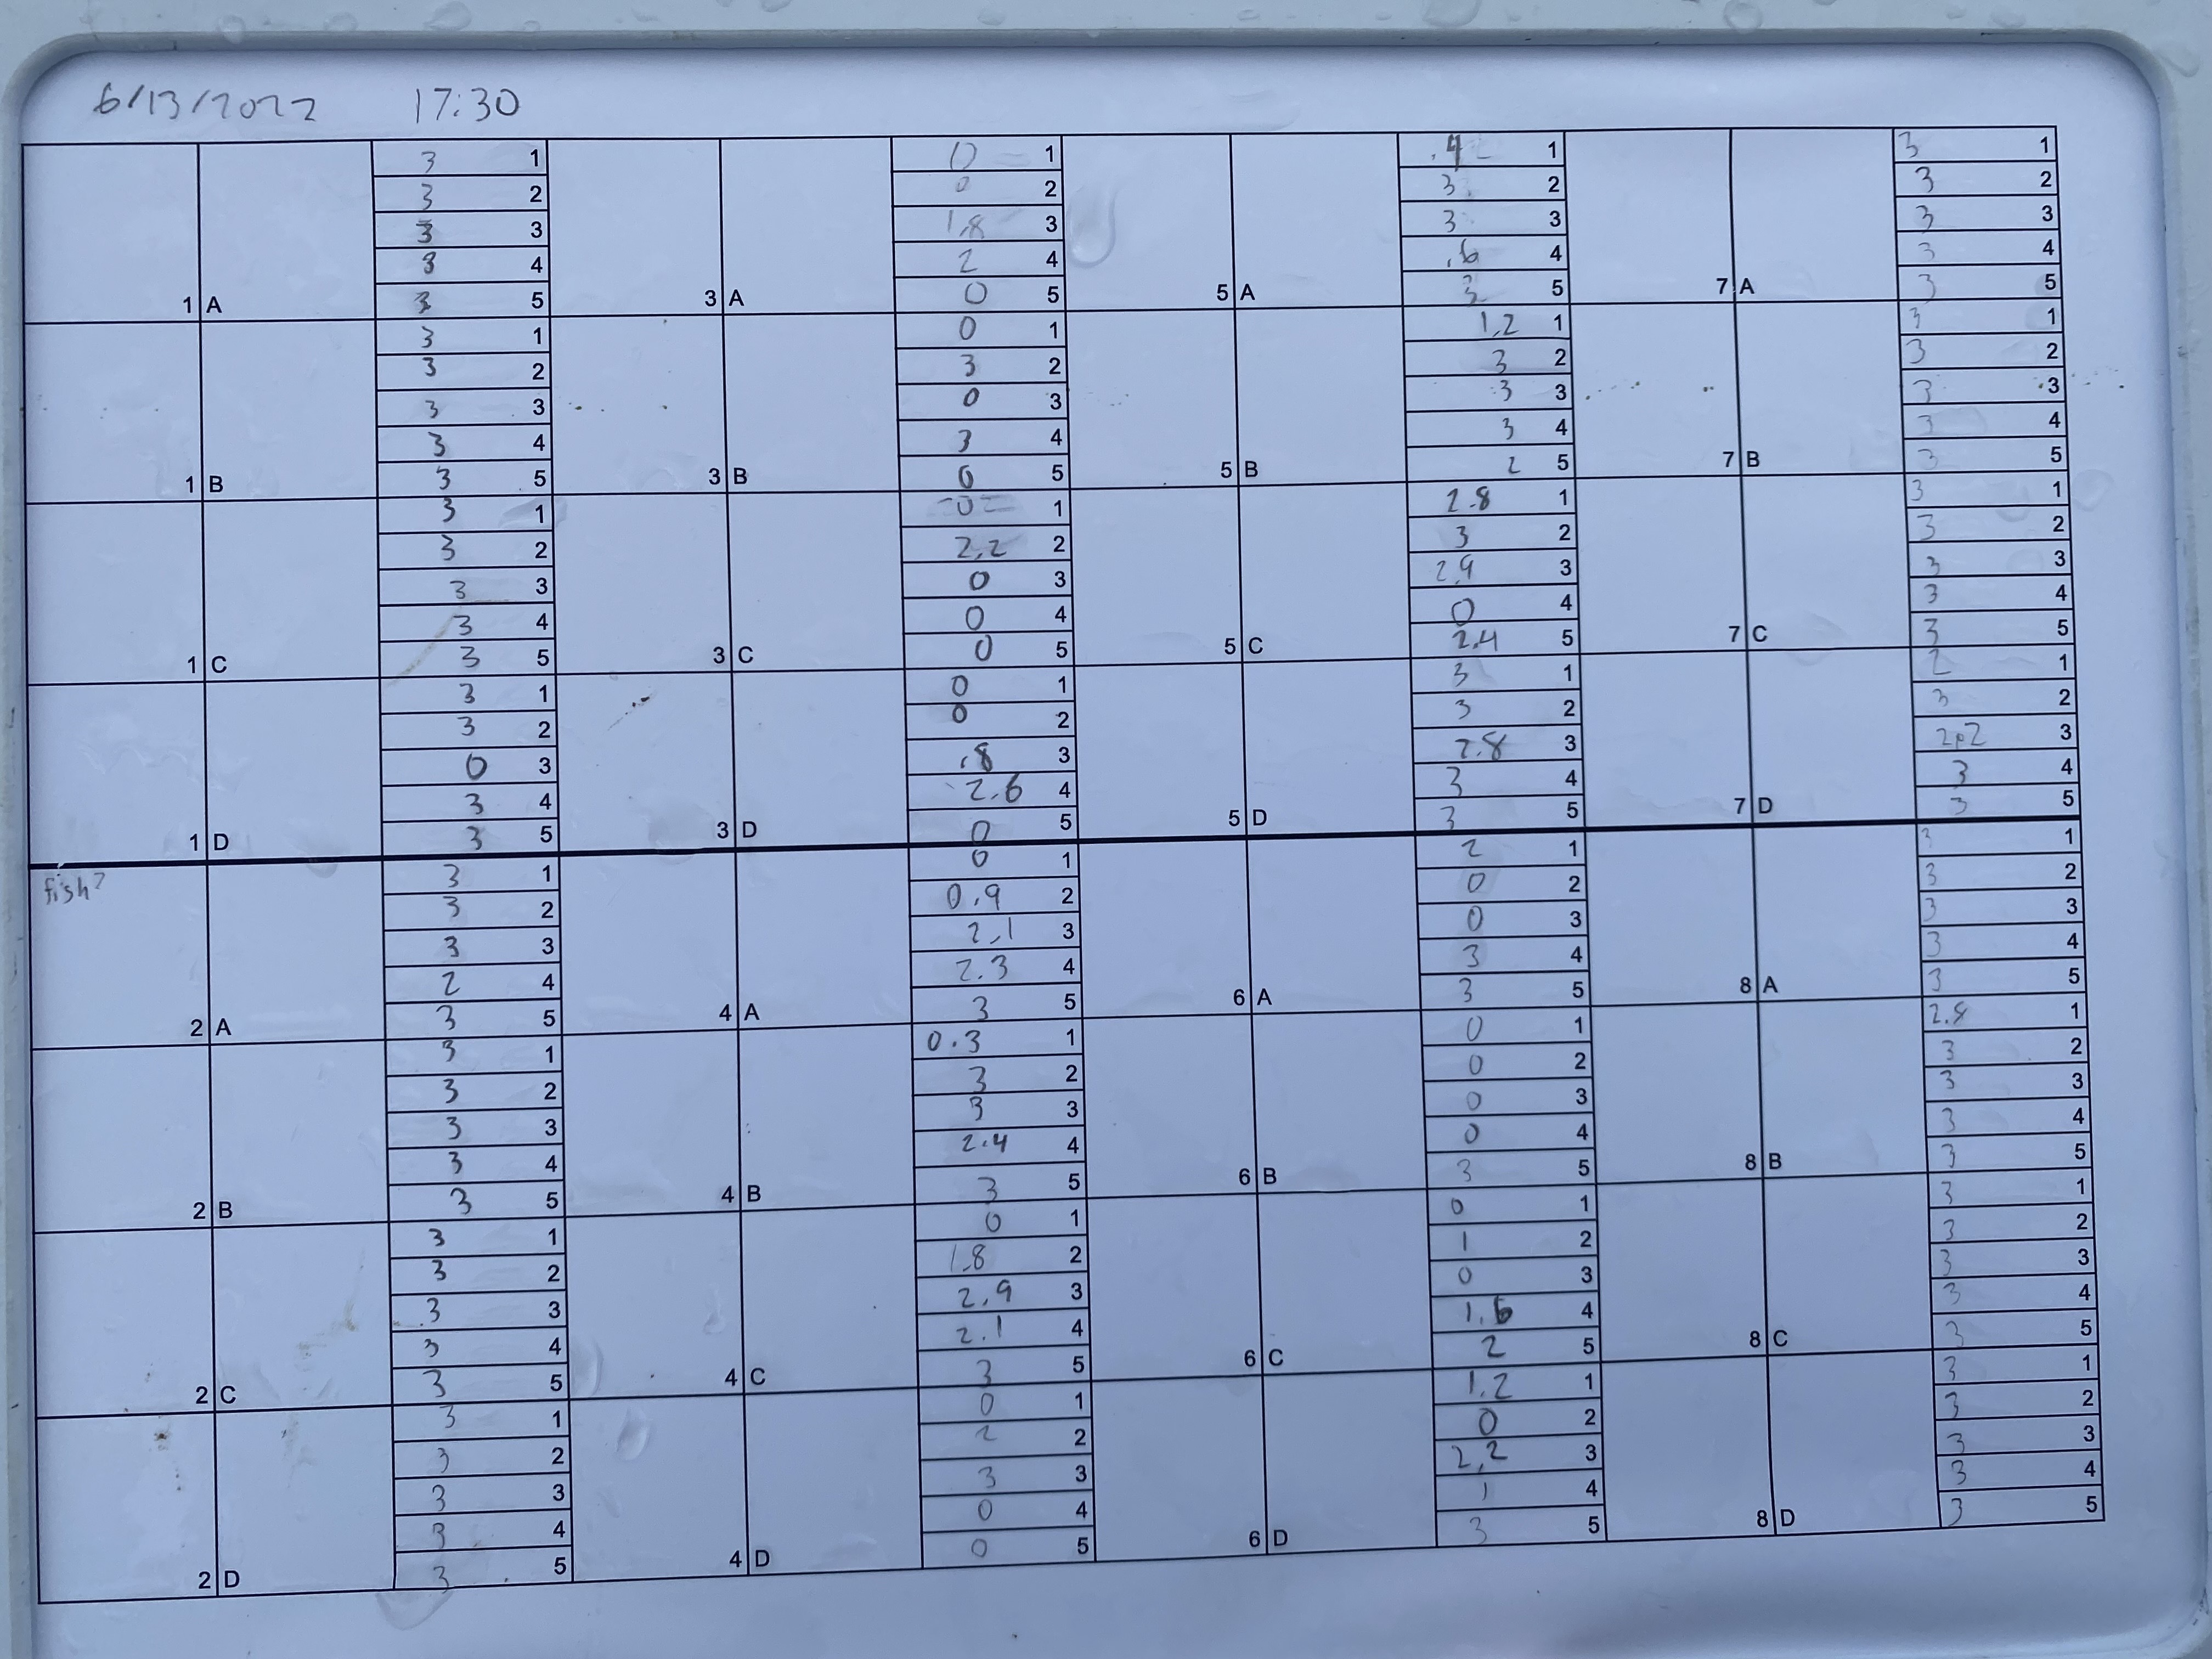 6/13/2022 17:30
3 1 0 1 .4 1 3 1
3 2 0 2 3 2 3 2
3 3 1.8 3 3 3 3 3
3 4 2 4 .6 4 3 4
1 A 3 5 3 A 0 5 5 A 3 5 7 A 3 5
3 1 0 1 1.2 1 3 1
3 2 3 2 3 2 3 2
3 3 0 3 3 3 3 3
3 4 3 4 3 4 3 4
1 B 3 5 3 B 0 5 5 B 2 5 7 B 3 5
3 1 0 1 2.8 1 3 1
3 2 2.2 2 3 2 3 2
3 3 0 3 2.9 3 3 3
3 4 0 4 0 4 3 4
1 C 3 5 3 C 0 5 5 C 2.4 5 7 C 3 5
3 1 0 1 3 1 2 1
3 2 0 2 3 2 3 2
0 3 .8 3 2.8 3 2.2 3
3 4 2.6 4 3 4 3 4
1 D 3 5 3 D 0 5 5 D 3 5 7 D 3 5
fish? 3 1 0 1 2 1 3 1
3 2 0.9 2 0 2 3 2
3 3 2.1 3 0 3 3 3
2 4 2.3 4 3 4 3 4
2 A 3 5 4 A 3 5 6 A 3 5 8 A 3 5
3 1 0.3 1 0 1 2.8 1
3 2 3 2 0 2 3 2
3 3 3 3 0 3 3 3
3 4 2.4 4 0 4 3 4
2 B 3 5 4 B 3 5 6 B 3 5 8 B 3 5
3 1 0 1 0 1 3 1
3 2 1.8 2 1 2 3 2
3 3 2.9 3 0 3 3 3
3 4 2.1 4 1.6 4 3 4
2 C 3 5 4 C 3 5 6 C 2 5 8 C 3 5
3 1 0 1 1.2 1 3 1
3 2 2 2 0 2 3 2
3 3 3 3 2.2 3 3 3
3 4 0 4 1 4 3 4
2 D 3 5 4 D 0 5 6 D 3 5 8 D 3 5